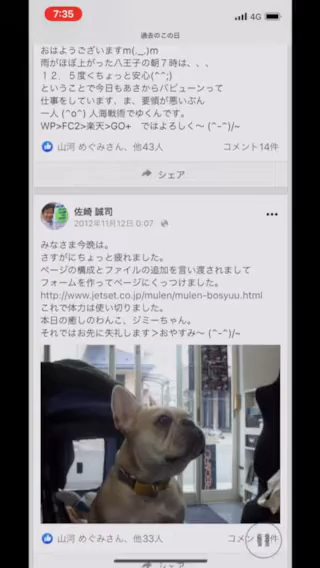 7:35
4G
過去のこの日
おはようございますm(._.)m
雨がほぼ上がった八王子の朝７時は、、、
１２．５度＜ちょっと安心(^^;)
ということで今日もあさからバビューンって
仕事をしています、ま、要領が悪いぶん
一人 (^o^) 人海戦術でゆくんです。
WP>FC2>楽天>GO+　ではよろしく〜 (^-^)/~
山河 めぐみさん、他43人
コメント14件
シェア
佐崎 誠司
2012年11月12日 0:07
みなさま今晩は。
さすがにちょっと疲れました。
ページの構成とファイルの追加を言い渡されまして
フォームを作ってページにくっつけました。
http://www.jetset.co.jp/mulen/mulen-bosyuu.html
これで体力は使い切りました。
本日の癒しのわんこ、ジミーちゃん。
それではお先に失礼します＞おやすみ〜 (^-^)/~
山河 めぐみさん、他33人
シェア